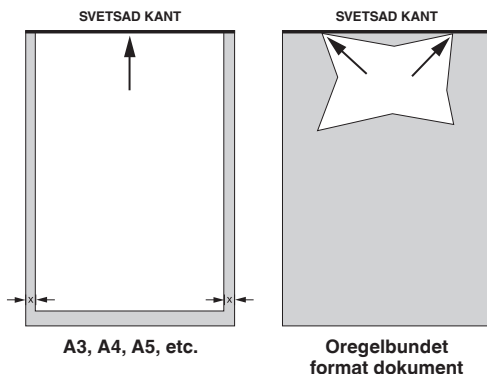 SVETSAD KANT
SVETSAD KANT
x
x
A3, A4, A5, etc.
Oregelbundet
format dokument